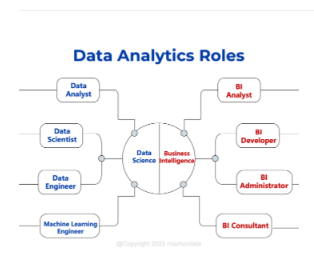 Data Analytics Roles
Data
Analyst
BI
Analyst
Data
Scientist
BI
Developer
Data
Science
Business
Intelligence
Data
Engineer
BI
Administrator
Machine Learning
Engineer
BI Consultant
@Copyright 2023